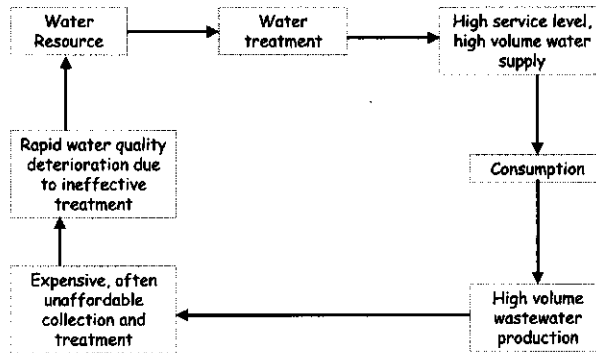 Water
Resource
Water
treatment
High service level,
high volume water
supply
Rapid water quality
deterioration due
to ineffective
treatment
Consumption
Expensive, often
unaffordable
collection and
treatment
High volume
wastewater
production